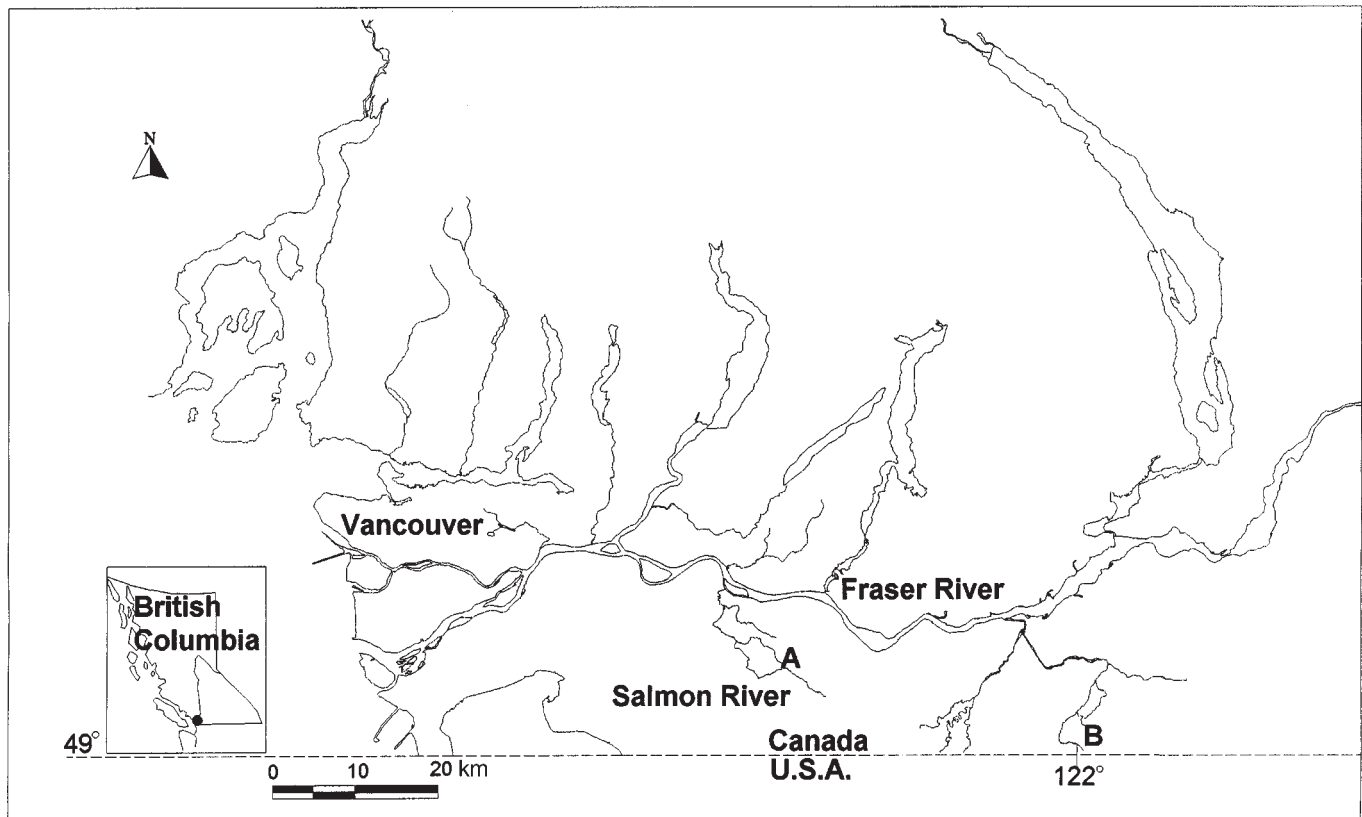 N
Vancouver
Fraser River
British
Columbia
A
Salmon River
B
Canada
49°
U.S.A.
122°
0 10 20 km